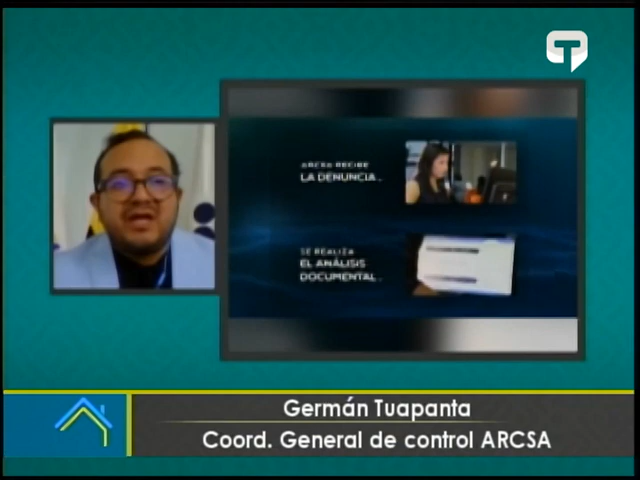 ARCSA RECIBE
LA DENUNCIA..
SE REALIZA
EL ANÁLISIS
DOCUMENTAL..
Germán Tuapanta
Coord. General de control ARCSA